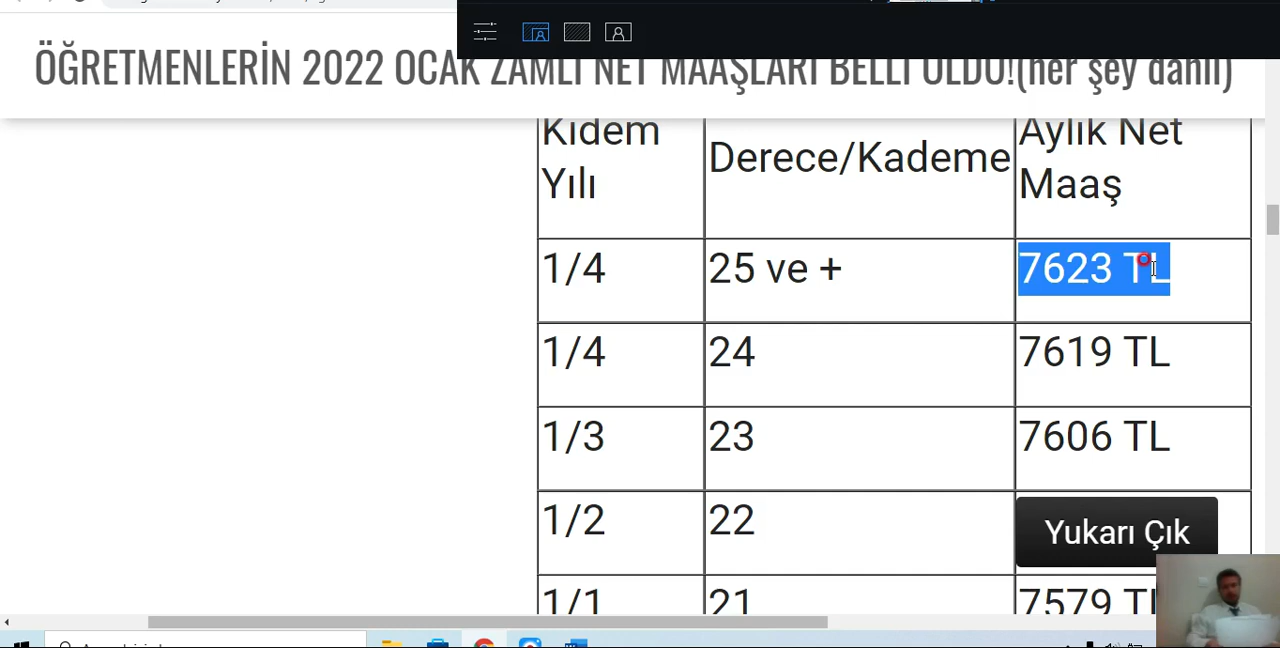 ÖĞRETMENLERİN 2022 OCAK ZAMLI NET MAAŞLARI BELLİ OLDU!(her şey dahil)
Kıdem Yılı Derece/Kademe Aylık Net Maaş
1/4 25 ve + 7623 TL
1/4 24 7619 TL
1/3 23 7606 TL
1/2 22 Yukarı Çık
1/1 21 7579 TL